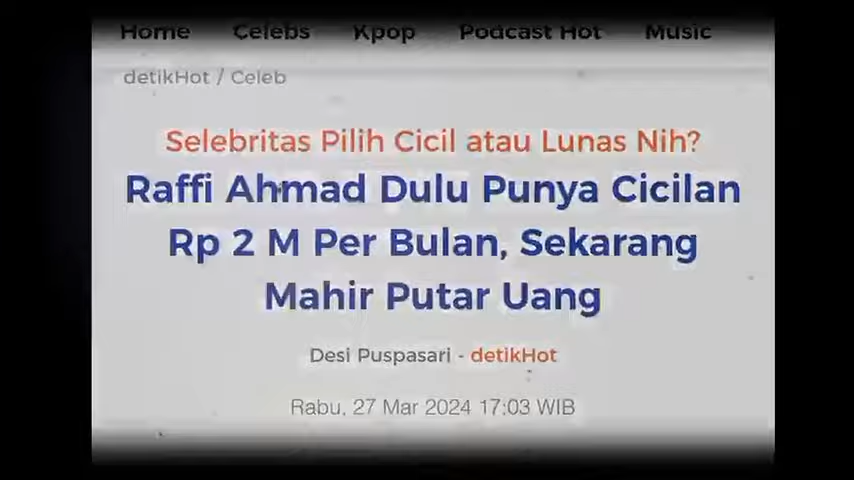 Home Celebs Kpop Podcast Hot Music
detikHot / Celeb
Selebritas Pilih Cicil atau Lunas Nih?
Raffi Ahmad Dulu Punya Cicilan
Rp 2 M Per Bulan, Sekarang
Mahir Putar Uang
Desi Puspasari - detikHot
Rabu, 27 Mar 2024 17:03 WIB